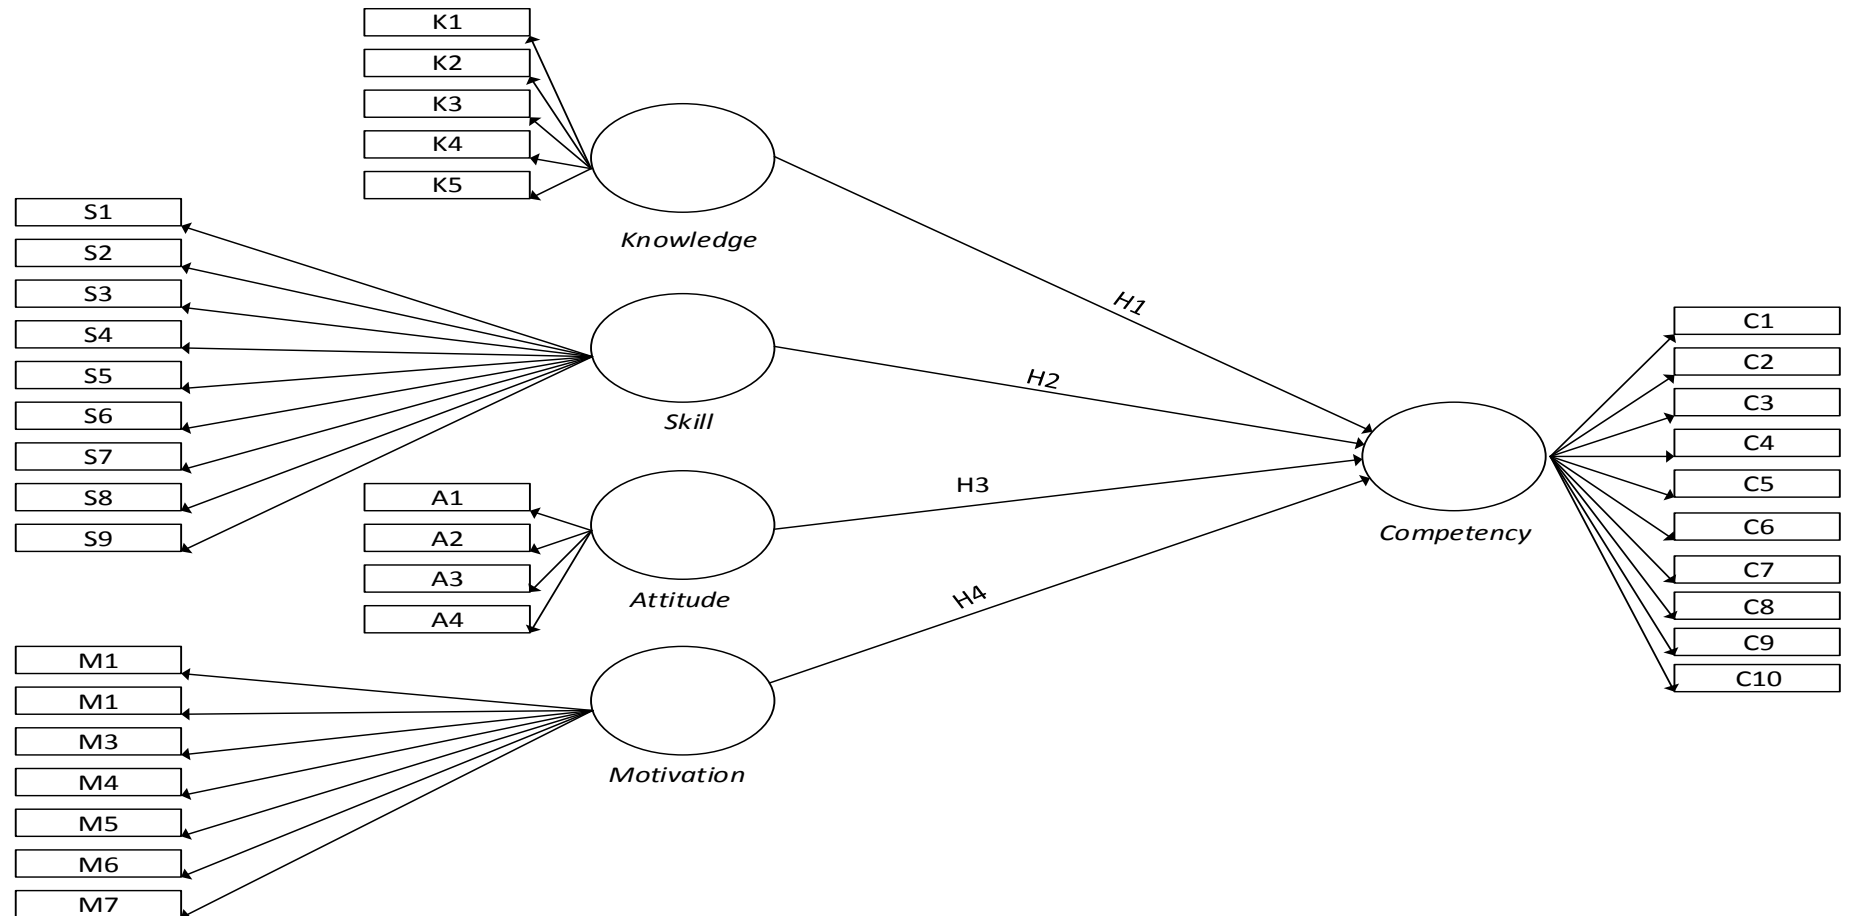 K1
K2
K3
K4
K5
Knowledge
S1
S2
S3
S4
S5
S6
S7
S8
S9
Skill
A1
A2
A3
A4
Attitude
M1
M1
M3
M4
M5
M6
M7
Motivation
H1
H2
H3
H4
Competency
C1
C2
C3
C4
C5
C6
C7
C8
C9
C10